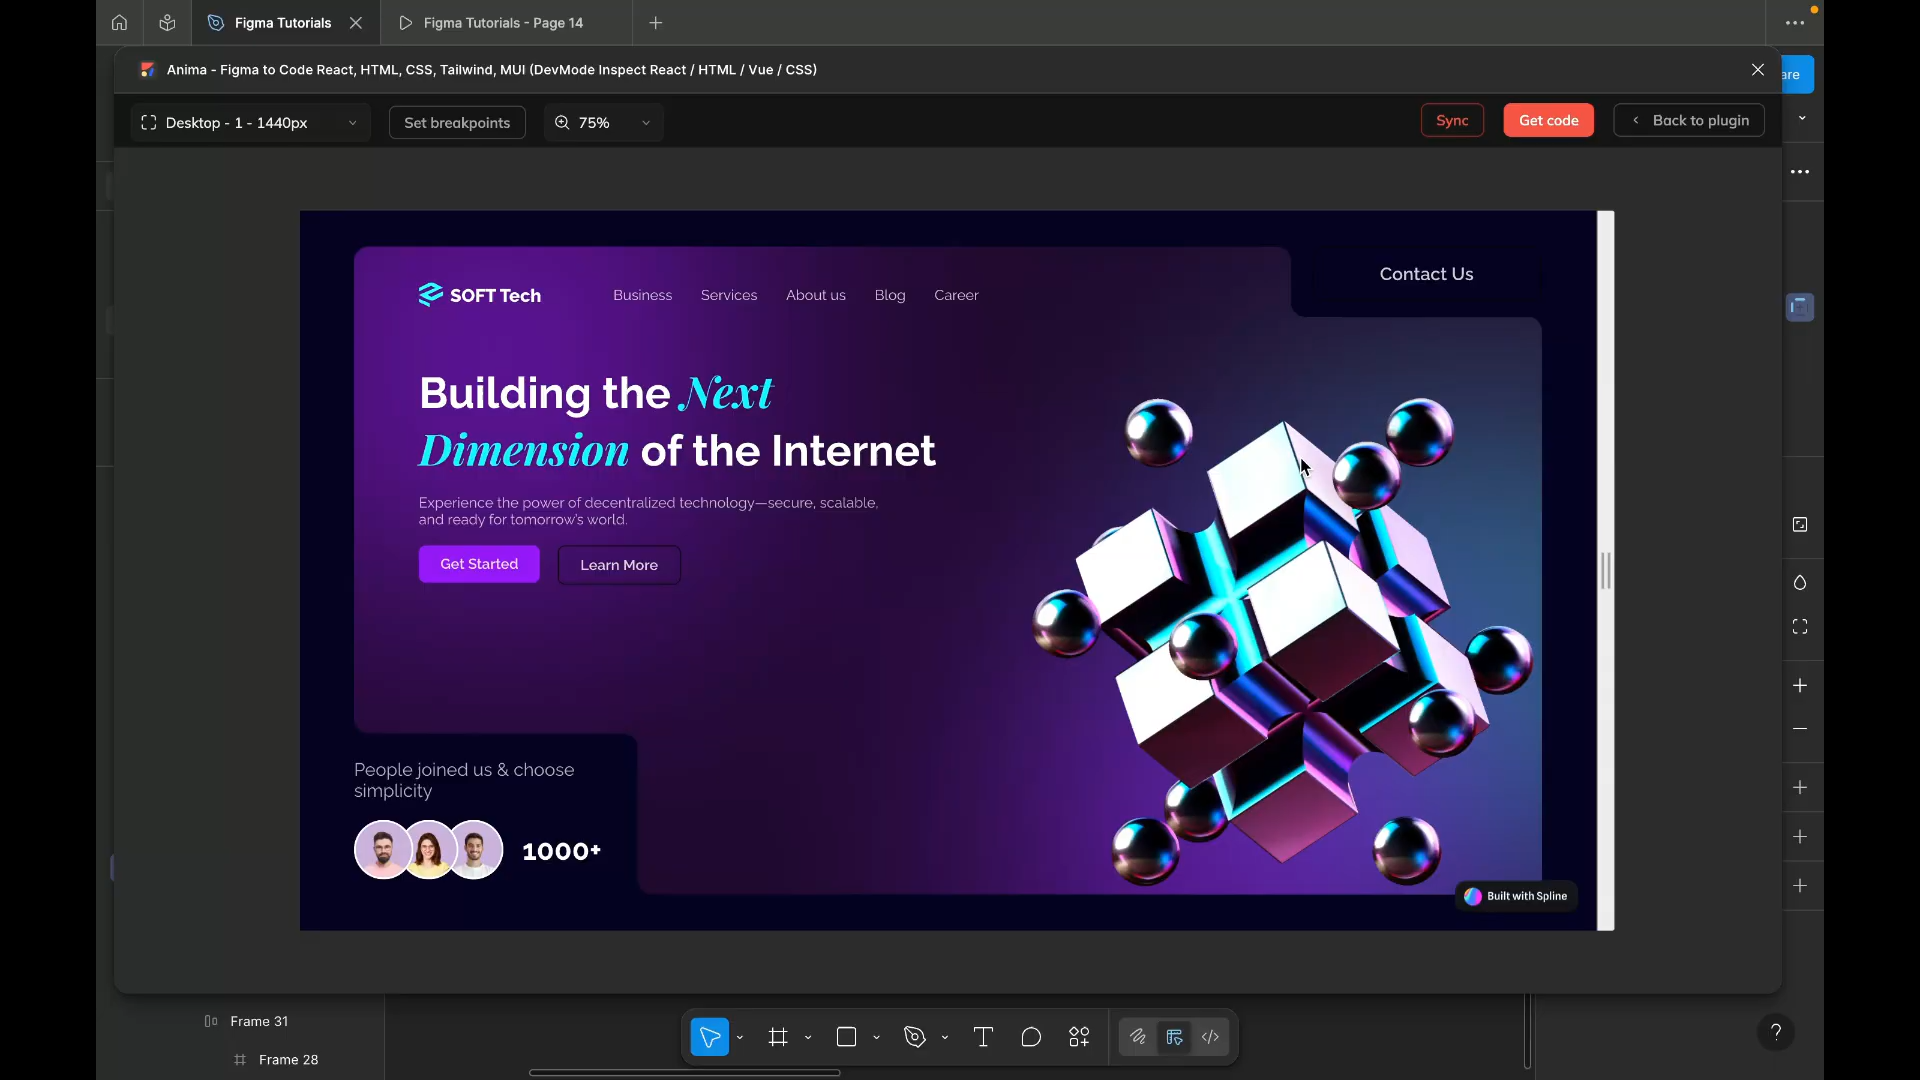 Figma Tutorials
Figma Tutorials - Page 14
Anima - Figma to Code React, HTML, CSS, Tailwind, MUI (DevMode Inspect React / HTML / Vue / CSS)
are
Desktop - 1 - 1440px
Set breakpoints
75%
Sync
Get code
Back to plugin
Contact Us
SOFT Tech
Business
Services
About us
Blog
Career
Building the Next
Dimension of the Internet
Experience the power of decentralized technology—secure, scalable,
and ready for tomorrow's world.
Get Started
Learn More
People joined us & choose
simplicity
1000+
Built with Spline
Frame 31
Frame 28